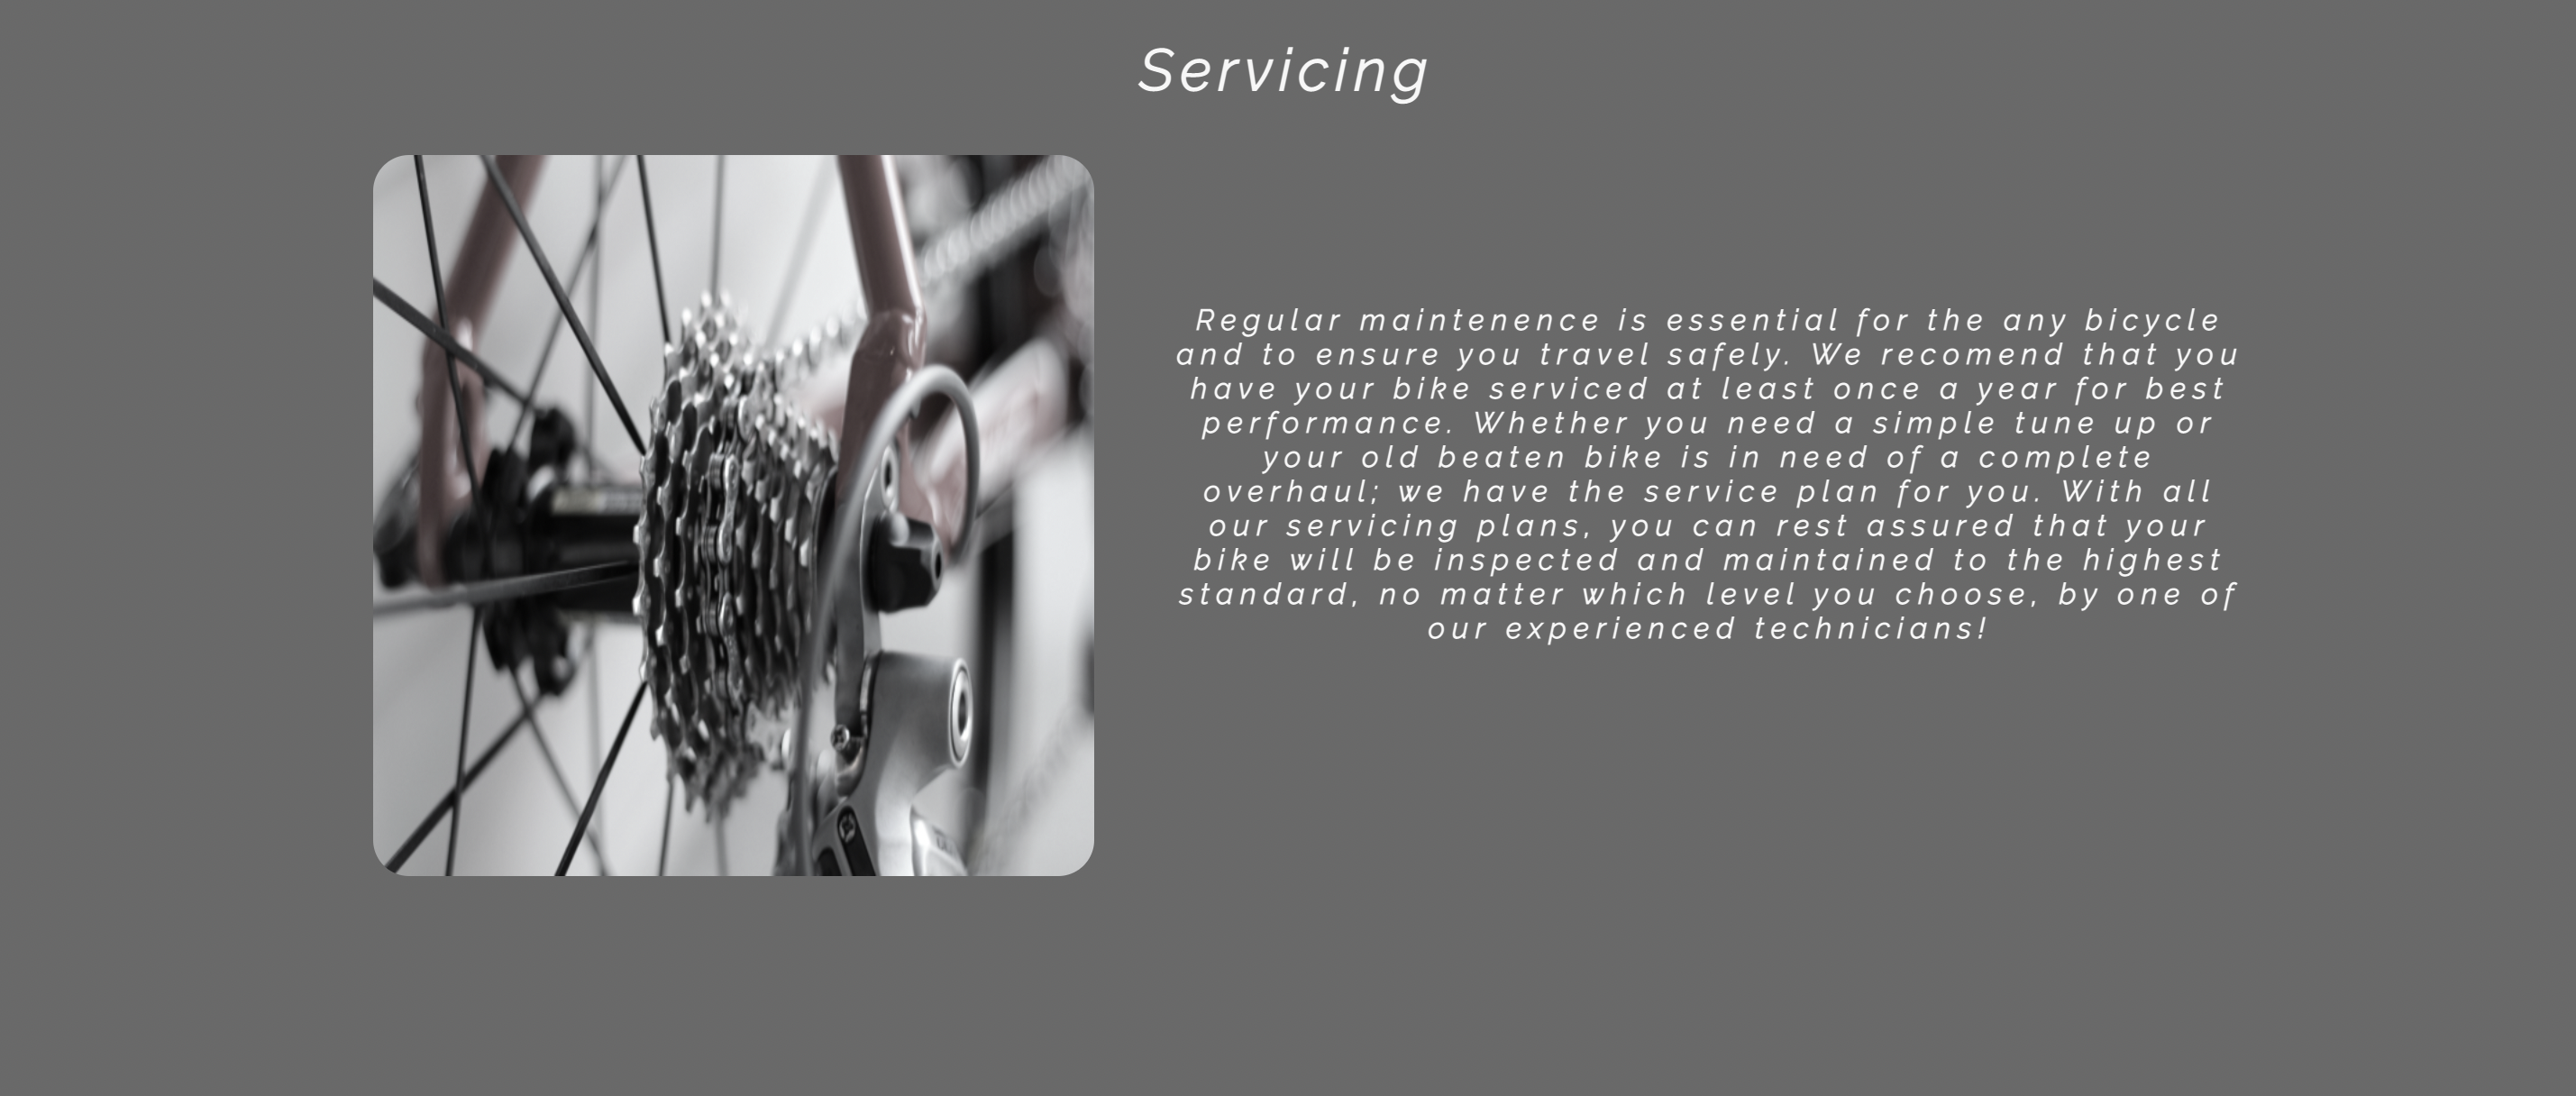 Servicing
Regular maintenence is essential for the any bicycle
and to ensure you travel safely. We recomend that you
have your bike serviced at least once a year for best
performance. Whether you need a simple tune up or
your old beaten bike is in need of a complete
overhaul; we have the service plan for you. With all
our servicing plans, you can rest assured that your
bike will be inspected and maintained to the highest
standard, no matter which level you choose, by one of
our experienced technicians!